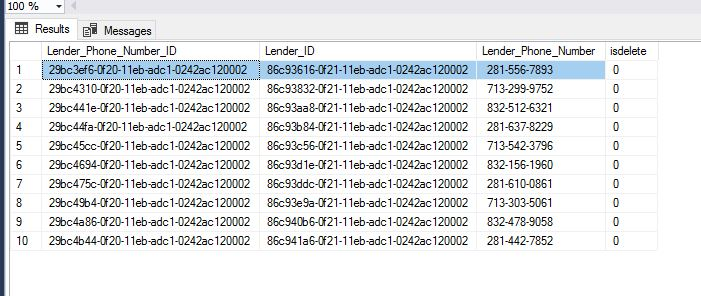 100 %
Results Messages
Lender_Phone_Number_ID Lender_ID Lender_Phone_Number isdelete
1 29bc3ef6-0f20-11eb-adc1-0242ac120002 86c93616-0f21-11eb-adc1-0242ac120002 281-556-7893 0
2 29bc4310-0f20-11eb-adc1-0242ac120002 86c93832-0f21-11eb-adc1-0242ac120002 713-299-9752 0
3 29bc441e-0f20-11eb-adc1-0242ac120002 86c93aa8-0f21-11eb-adc1-0242ac120002 832-512-6321 0
4 29bc44fa-0f20-11eb-adc1-0242ac120002 86c93b84-0f21-11eb-adc1-0242ac120002 281-637-8229 0
5 29bc45cc-0f20-11eb-adc1-0242ac120002 86c93c56-0f21-11eb-adc1-0242ac120002 713-542-3796 0
6 29bc4694-0f20-11eb-adc1-0242ac120002 86c93d1e-0f21-11eb-adc1-0242ac120002 832-156-1960 0
7 29bc475c-0f20-11eb-adc1-0242ac120002 86c93ddc-0f21-11eb-adc1-0242ac120002 281-610-0861 0
8 29bc49b4-0f20-11eb-adc1-0242ac120002 86c93e9a-0f21-11eb-adc1-0242ac120002 713-303-5061 0
9 29bc4a86-0f20-11eb-adc1-0242ac120002 86c940b6-0f21-11eb-adc1-0242ac120002 832-478-9058 0
10 29bc4b44-0f20-11eb-adc1-0242ac120002 86c941a6-0f21-11eb-adc1-0242ac120002 281-442-7852 0